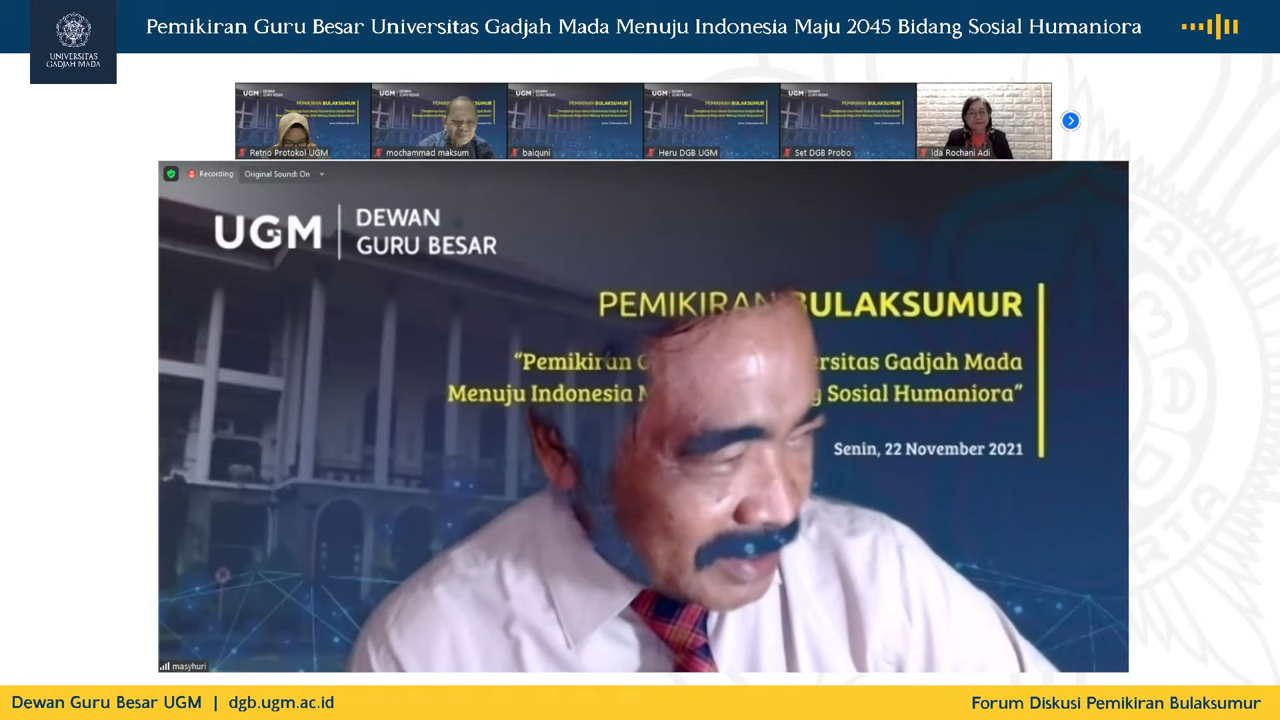 Pemikiran Guru Besar Universitas Gadjah Mada Menuju Indonesia Maju 2045 Bidang Sosial Humaniora
UNIVERSITAS
GADJAH MADA
Retno Protokol UGM
mochammad maksum
baiquni
Heru DGB UGM
Set DGB Probo
Ida Rochani Adi
Recording
Original Sound: On
UGM
DEWAN
GURU BESAR
PEMIKIRAN BULAKSUMUR
“Pemikiran G ersitas Gadjah Mada
Menuju Indonesia M Sosial Humaniora”
Senin, 22 November 2021
masyhuri
Dewan Guru Besar UGM | dgb.ugm.ac.id
Forum Diskusi Pemikiran Bulaksumur